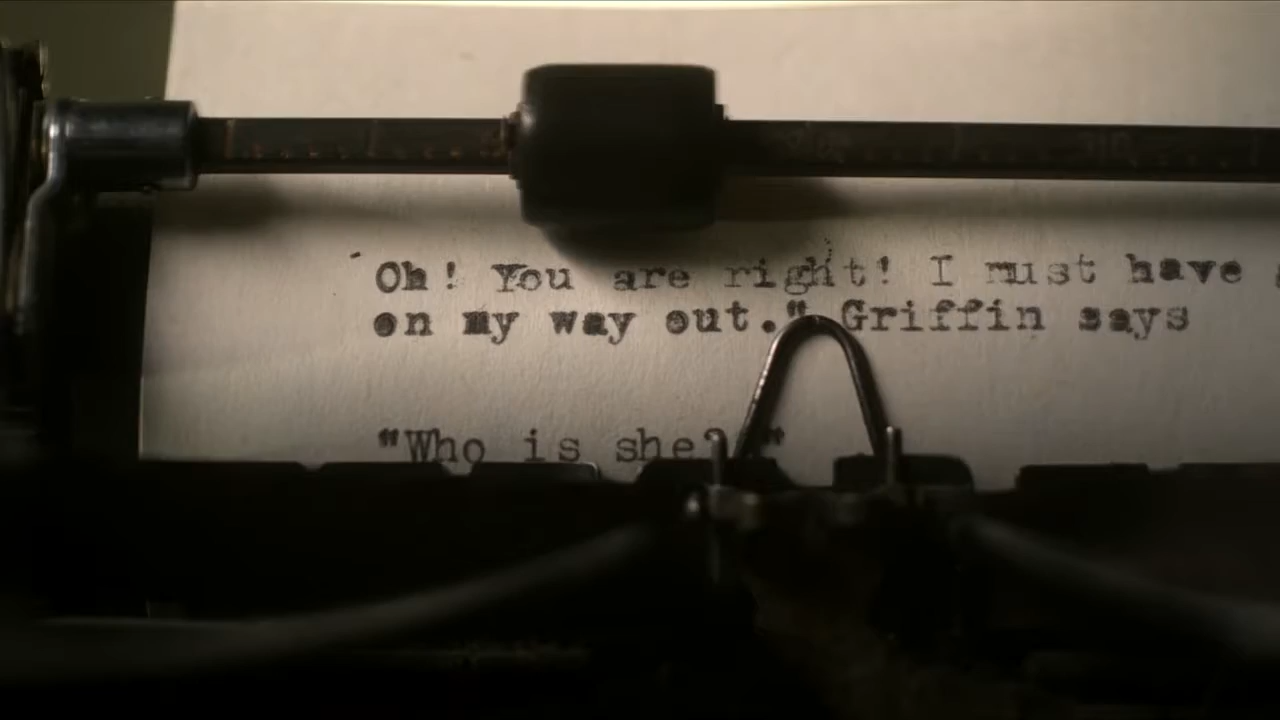 Oh! You are right! I must have
on my way out." Griffin says
"Who is she? "